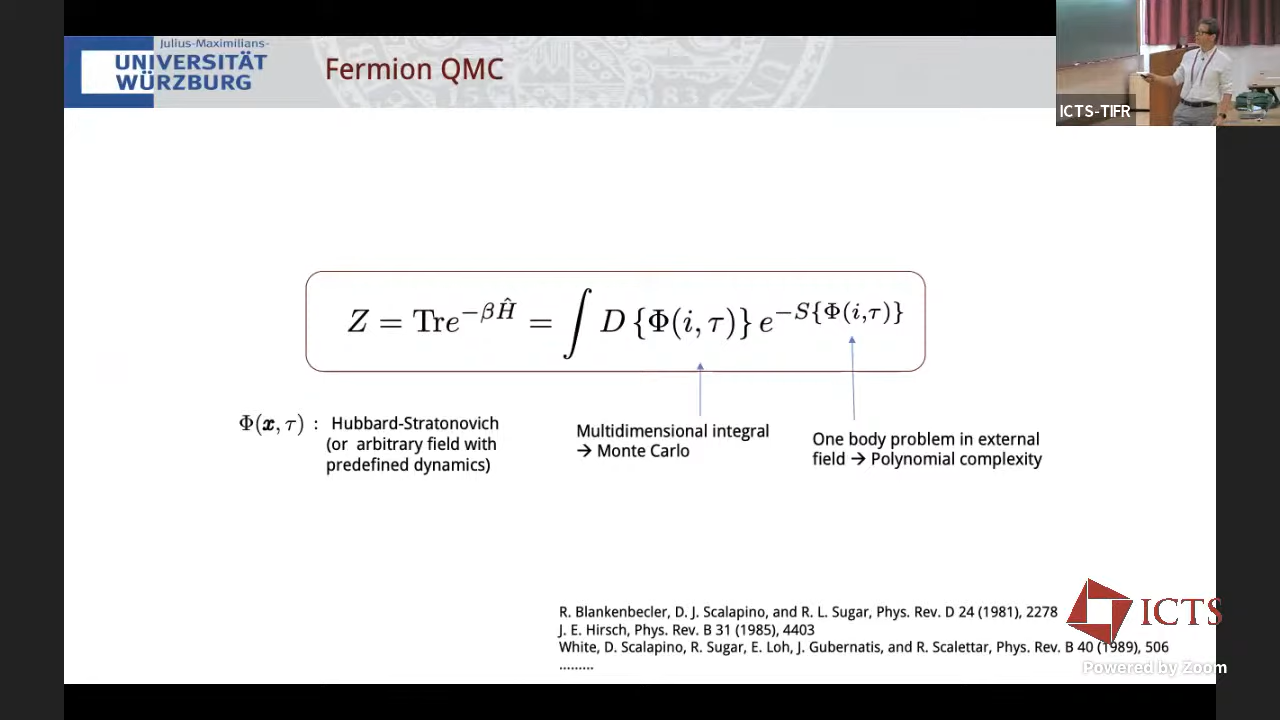 Julius-Maximilians-
UNIVERSITÄT
WÜRZBURG
Fermion QMC
ICTS-TIFR
Z = Tre^{-βĤ} = ∫ D {Φ(i, τ)} e^{-S{Φ(i,τ)}}
Φ(x, τ) : Hubbard-Stratonovich
(or arbitrary field with
predefined dynamics)
Multidimensional integral
→ Monte Carlo
One body problem in external
field → Polynomial complexity
R. Blankenbecler, D. J. Scalapino, and R. L. Sugar, Phys. Rev. D 24 (1981), 2278
J. E. Hirsch, Phys. Rev. B 31 (1985), 4403
White, D. Scalapino, R. Sugar, E. Loh, J. Gubernatis, and R. Scalettar, Phys. Rev. B 40 (1989), 506
.........
ICTS
Powered by Zoom